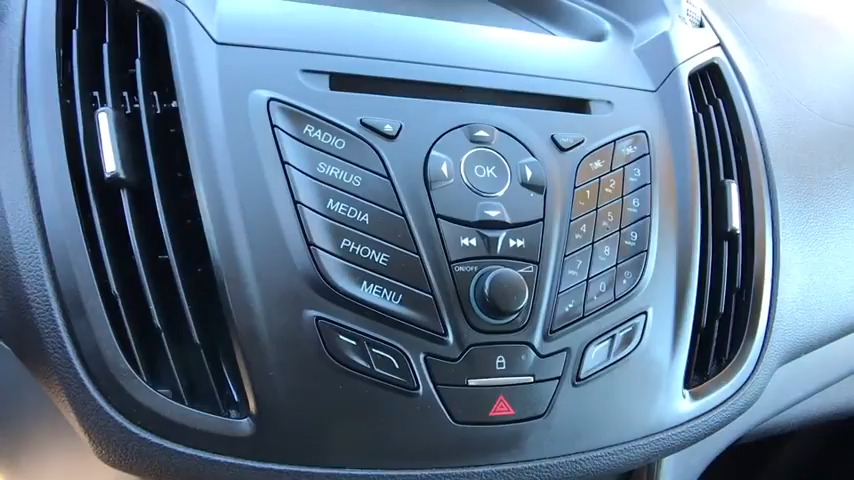 RADIO
SIRIUS
MEDIA
PHONE
MENU
OK
ON/OFF
TUNE-
TUNE+
1 2 3
4 5 6
7 8 9
0